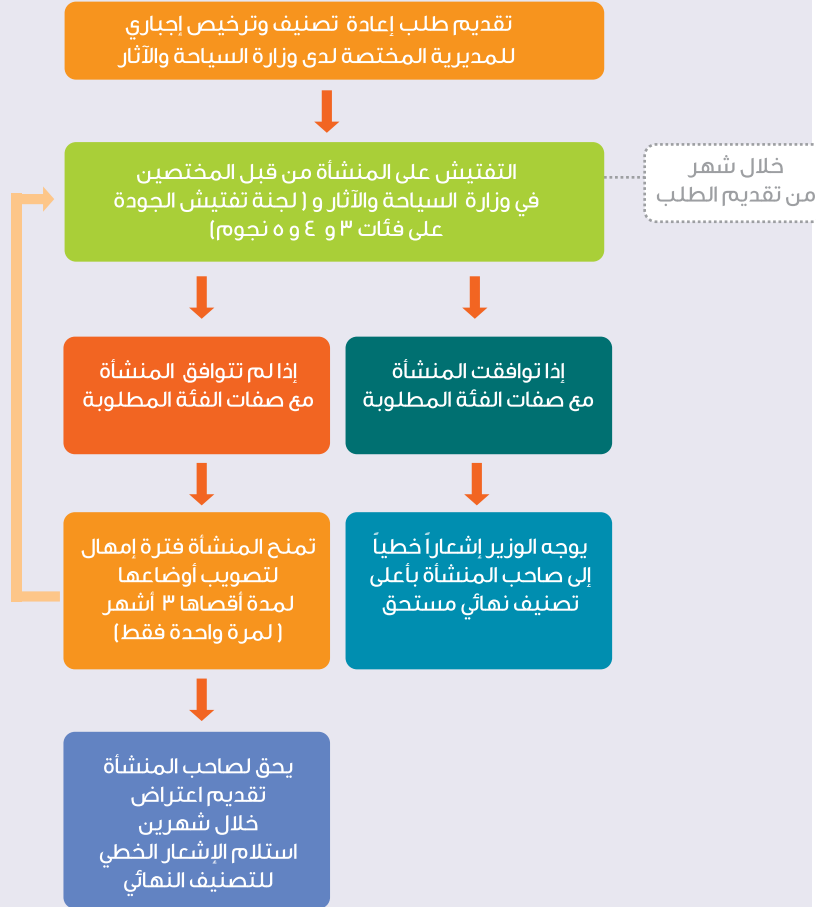 تقديم طلب إعادة تصنيف وترخيص إجباري
للمديرية المختصة لدى وزارة السياحة والآثار
التفتيش على المنشأة من قبل المختصين
في وزارة السياحة والآثار و ( لجنة تفتيش الجودة
على فئات ٣ و ٤ و ٥ نجوم)
خلال شهر
من تقديم الطلب
إذا توافقت المنشأة
مع صفات الفئة المطلوبة
إذا لم تتوافق المنشأة
مع صفات الفئة المطلوبة
يوجه الوزير إشعاراً خطياً
إلى صاحب المنشأة بأعلى
تصنيف نهائي مستحق
تمنح المنشأة فترة إمهال
لتصويب أوضاعها
لمدة أقصاها ٣ أشهر
( لمرة واحدة فقط)
يحق لصاحب المنشأة
تقديم اعتراض
خلال شهرين
استلام الإشعار الخطي
للتصنيف النهائي